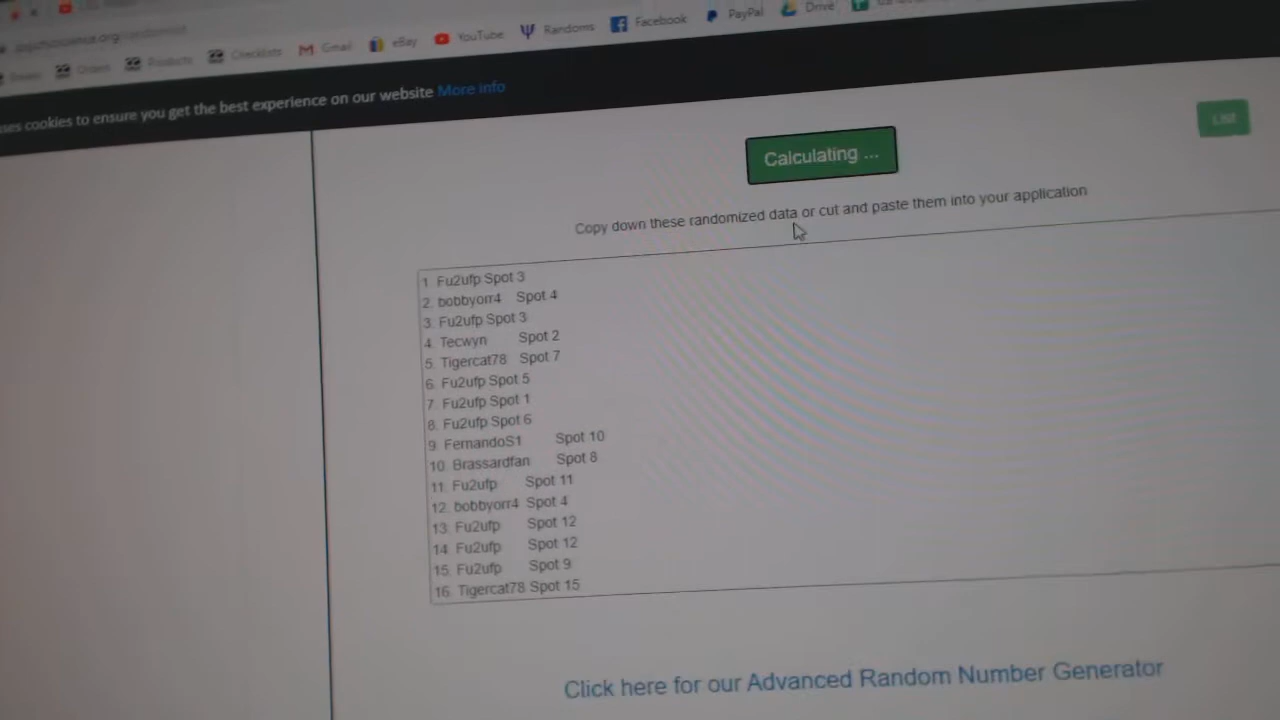 Products Checklists Gmail eBay YouTube Randoms Facebook PayPal Drive
uses cookies to ensure you get the best experience on our website More info
Calculating ...
List
Copy down these randomized data or cut and paste them into your application
1. Fu2ufp Spot 3
2. bobbyorr4 Spot 4
3. Fu2ufp Spot 3
4. Tecwyn Spot 2
5. Tigercat78 Spot 7
6. Fu2ufp Spot 5
7. Fu2ufp Spot 1
8. Fu2ufp Spot 6
9. FernandoS1 Spot 10
10. Brassardfan Spot 8
11. Fu2ufp Spot 11
12. bobbyorr4 Spot 4
13. Fu2ufp Spot 12
14. Fu2ufp Spot 12
15. Fu2ufp Spot 9
16. Tigercat78 Spot 15
Click here for our Advanced Random Number Generator